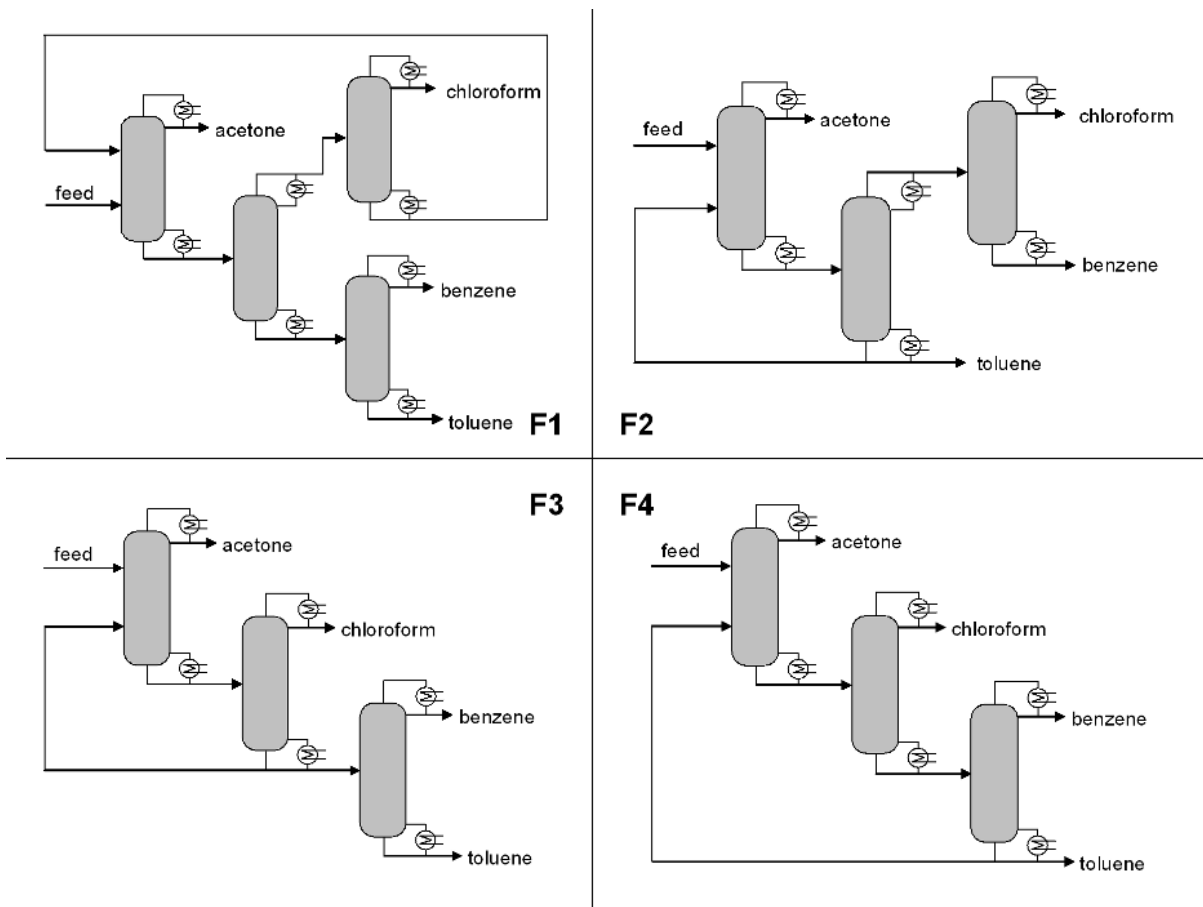 chloroform
acetone
feed
benzene
toluene
F1
feed
acetone
chloroform
benzene
toluene
F2
F3
feed
acetone
chloroform
benzene
toluene
F4
feed
acetone
chloroform
benzene
toluene